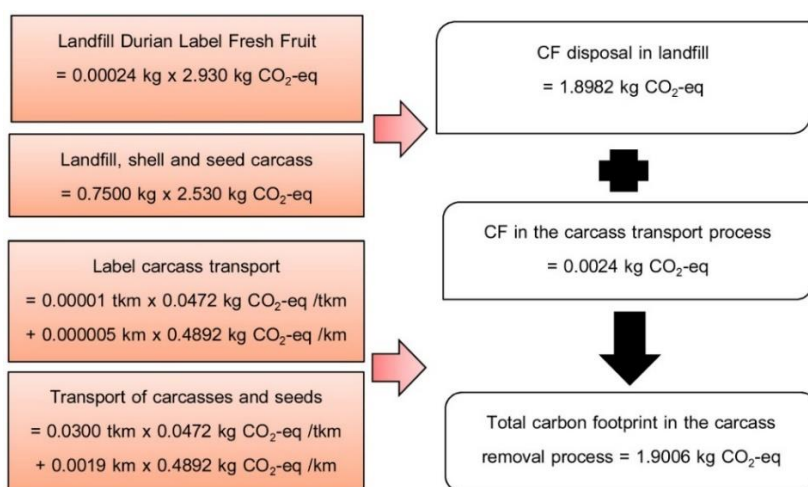 Landfill Durian Label Fresh Fruit
= 0.00024 kg x 2.930 kg CO₂-eq
Landfill, shell and seed carcass
= 0.7500 kg x 2.530 kg CO₂-eq
Label carcass transport
= 0.00001 tkm x 0.0472 kg CO₂-eq /tkm
+ 0.000005 km x 0.4892 kg CO₂-eq /km
Transport of carcasses and seeds
= 0.0300 tkm x 0.0472 kg CO₂-eq /tkm
+ 0.0019 km x 0.4892 kg CO₂-eq /km
CF disposal in landfill
= 1.8982 kg CO₂-eq
CF in the carcass transport process
= 0.0024 kg CO₂-eq
Total carbon footprint in the carcass
removal process = 1.9006 kg CO₂-eq